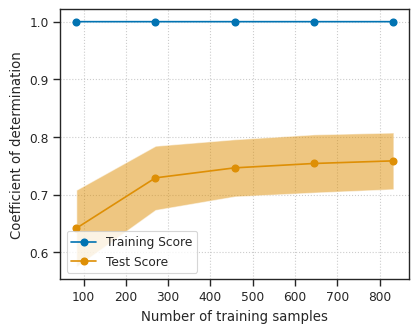 1.0
0.9
0.8
0.7
0.6
Coefficient of determination
Training Score
Test Score
100 200 300 400 500 600 700 800
Number of training samples